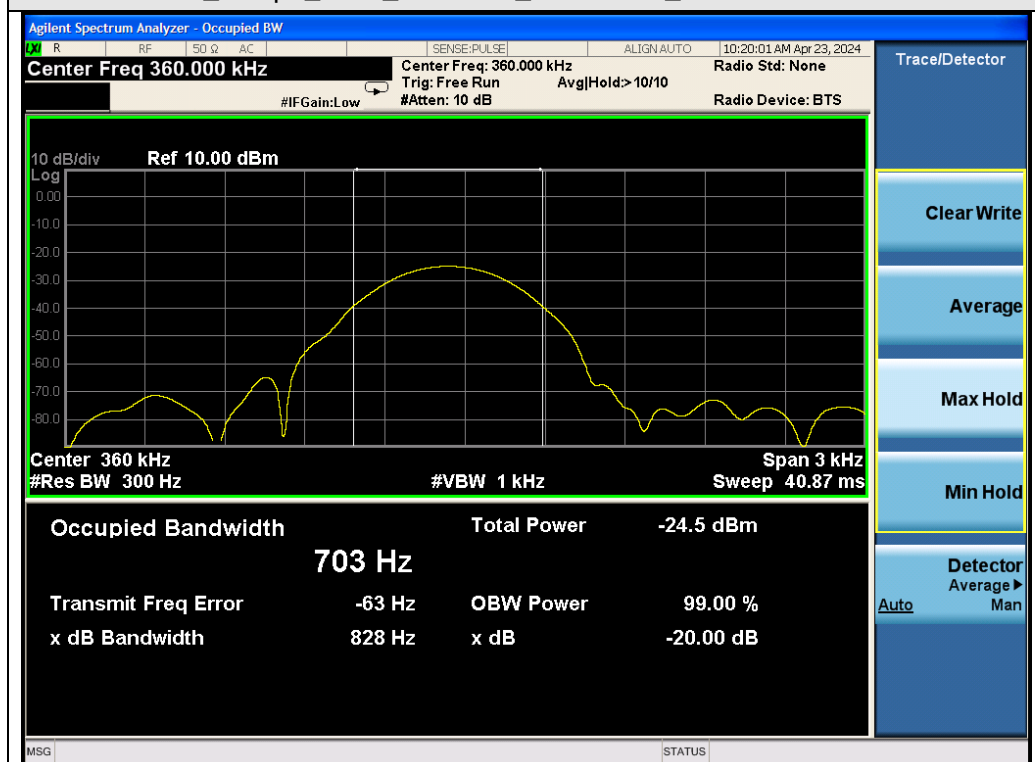 Agilent Spectrum Analyzer - Occupied BW
LXI R RF 50 Ω AC SENSE:PULSE ALIGN AUTO 10:20:01 AM Apr 23, 2024
Center Freq 360.000 kHz Center Freq: 360.000 kHz Radio Std: None
Trig: Free Run Avg|Hold:>10/10
#IFGain:Low #Atten: 10 dB Radio Device: BTS
10 dB/div Ref 10.00 dBm
Log
0.00
-10.0
-20.0
-30.0
-40.0
-50.0
-60.0
-70.0
-80.0
Center 360 kHz Span 3 kHz
#Res BW 300 Hz #VBW 1 kHz Sweep 40.87 ms
Occupied Bandwidth Total Power -24.5 dBm
703 Hz
Transmit Freq Error -63 Hz OBW Power 99.00 %
x dB Bandwidth 828 Hz x dB -20.00 dB
MSG STATUS
Trace/Detector
Clear Write
Average
Max Hold
Min Hold
Detector
Average▶
Auto Man